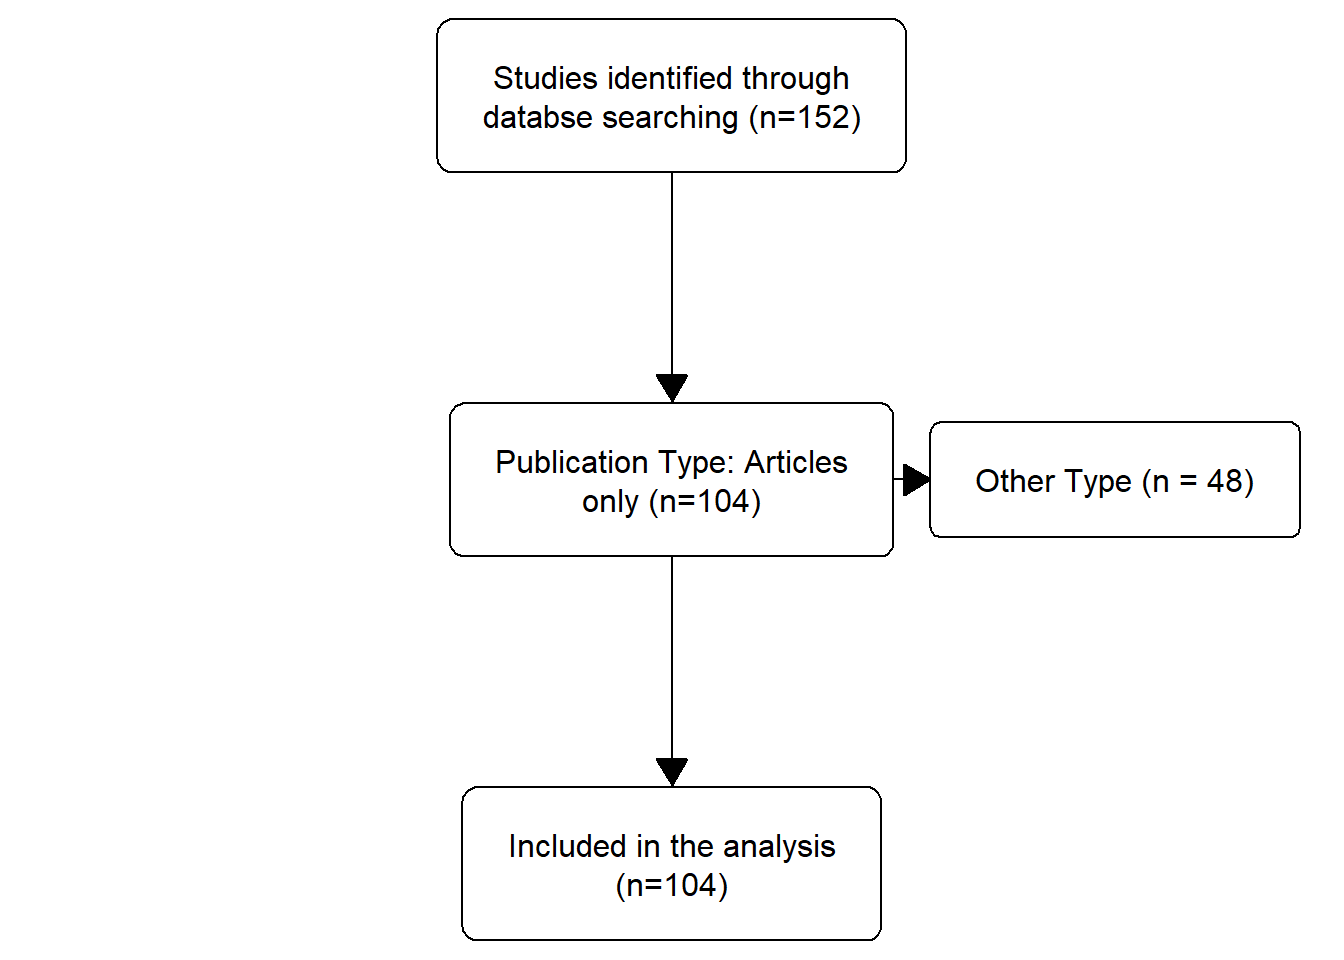 Studies identified through
databse searching (n=152)
Publication Type: Articles
only (n=104)
Other Type (n = 48)
Included in the analysis
(n=104)